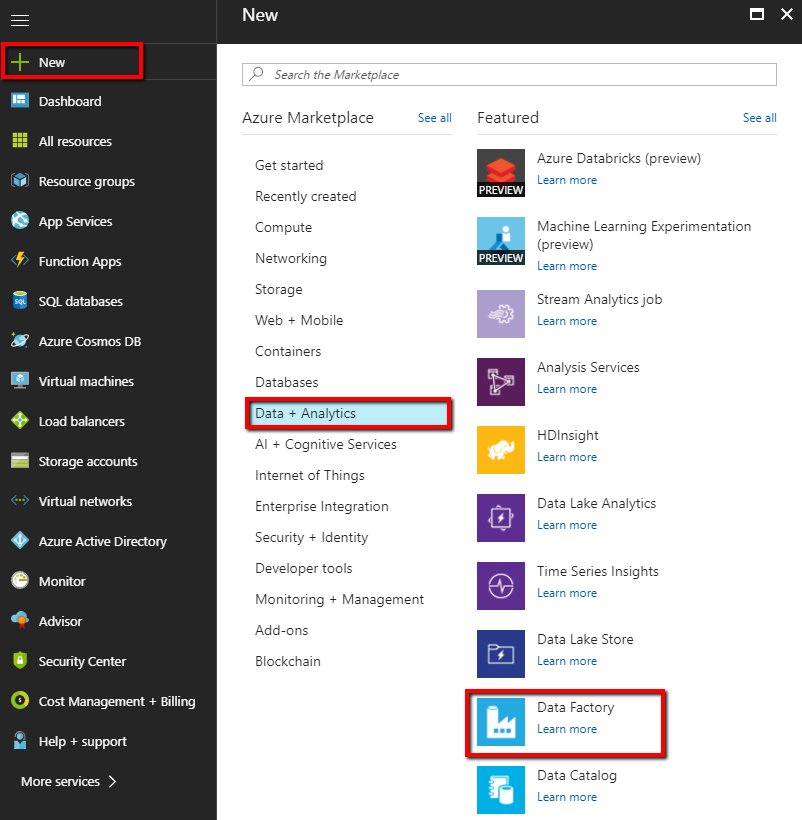 New
New
Dashboard
All resources
Resource groups
App Services
Function Apps
SQL databases
Azure Cosmos DB
Virtual machines
Load balancers
Storage accounts
Virtual networks
Azure Active Directory
Monitor
Advisor
Security Center
Cost Management + Billing
Help + support
More services
Search the Marketplace
Azure Marketplace
See all
Get started
Recently created
Compute
Networking
Storage
Web + Mobile
Containers
Databases
Data + Analytics
AI + Cognitive Services
Internet of Things
Enterprise Integration
Security + Identity
Developer tools
Monitoring + Management
Add-ons
Blockchain
Featured
See all
PREVIEW
Azure Databricks (preview)
Learn more
PREVIEW
Machine Learning Experimentation
(preview)
Learn more
Stream Analytics job
Learn more
Analysis Services
Learn more
HDInsight
Learn more
Data Lake Analytics
Learn more
Time Series Insights
Learn more
Data Lake Store
Learn more
Data Factory
Learn more
Data Catalog
Learn more